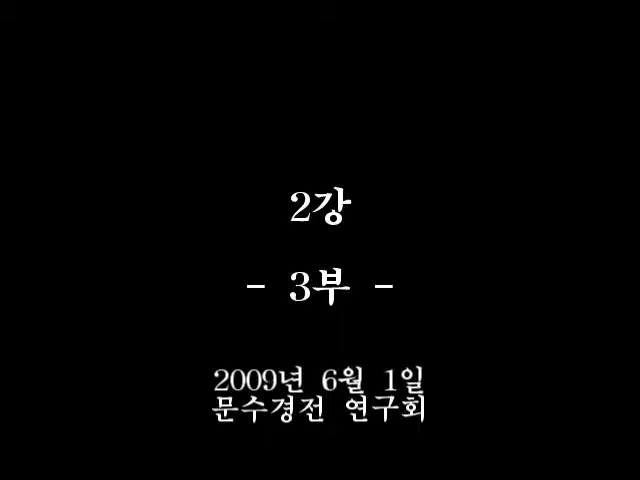 2강
- 3부 -
2009년 6월 1일
문수경전 연구회